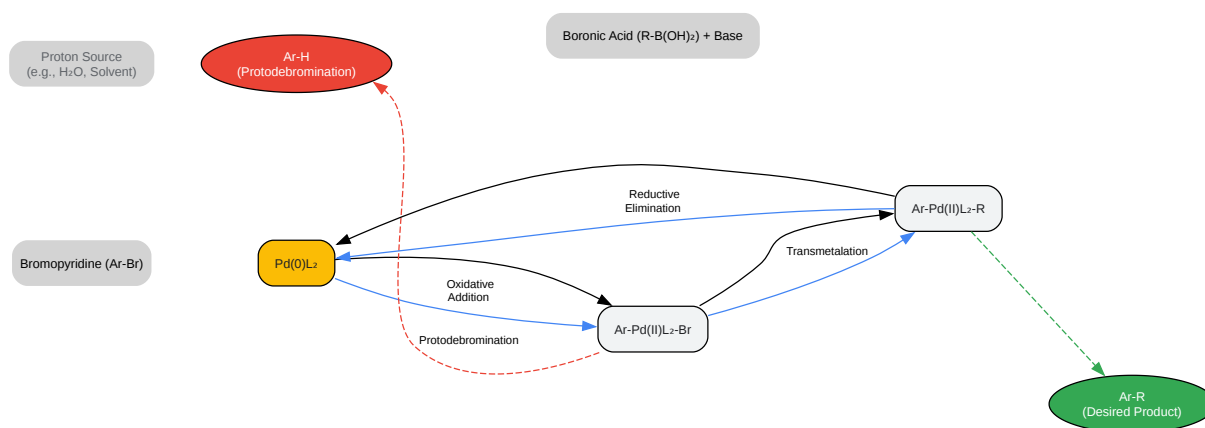 Boronic Acid (R-B(OH)₂) + Base
Proton Source
(e.g., H₂O, Solvent)
Ar-H
(Protodebromination)
Reductive
Elimination
Ar-Pd(II)L₂-R
Transmetalation
Bromopyridine (Ar-Br)
Pd(0)L₂
Oxidative
Addition
Ar-Pd(II)L₂-Br
Protodebromination
Ar-R
(Desired Product)